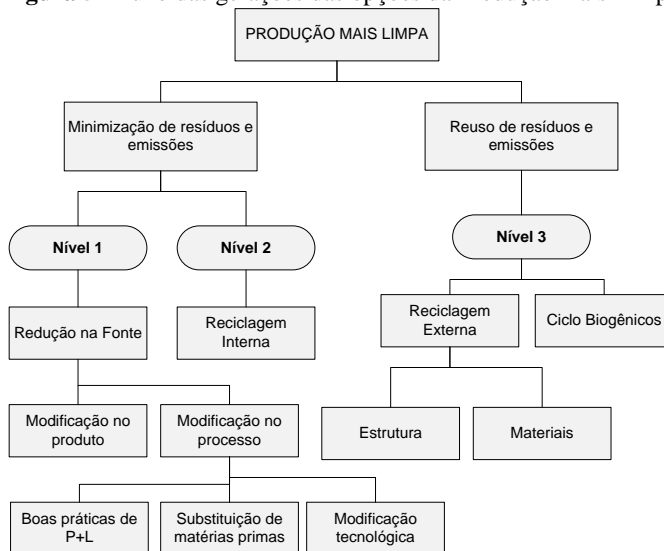 PRODUÇÃO MAIS LIMPA
Minimização de resíduos e
emissões
Reuso de resíduos e
emissões
Nível 1
Nível 2
Nível 3
Redução na Fonte
Reciclagem
Interna
Reciclagem
Externa
Ciclo Biogênicos
Modificação no
produto
Modificação no
processo
Estrutura
Materiais
Boas práticas de
P+L
Substituição de
matérias primas
Modificação
tecnológica